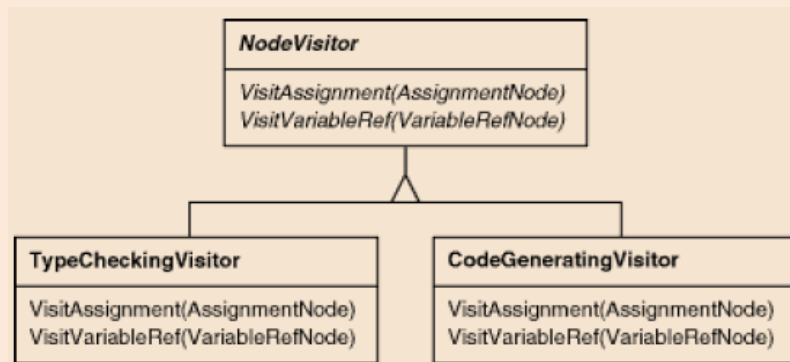 NodeVisitor
VisitAssignment(AssignmentNode)
VisitVariableRef(VariableRefNode)
TypeCheckingVisitor
VisitAssignment(AssignmentNode)
VisitVariableRef(VariableRefNode)
CodeGeneratingVisitor
VisitAssignment(AssignmentNode)
VisitVariableRef(VariableRefNode)